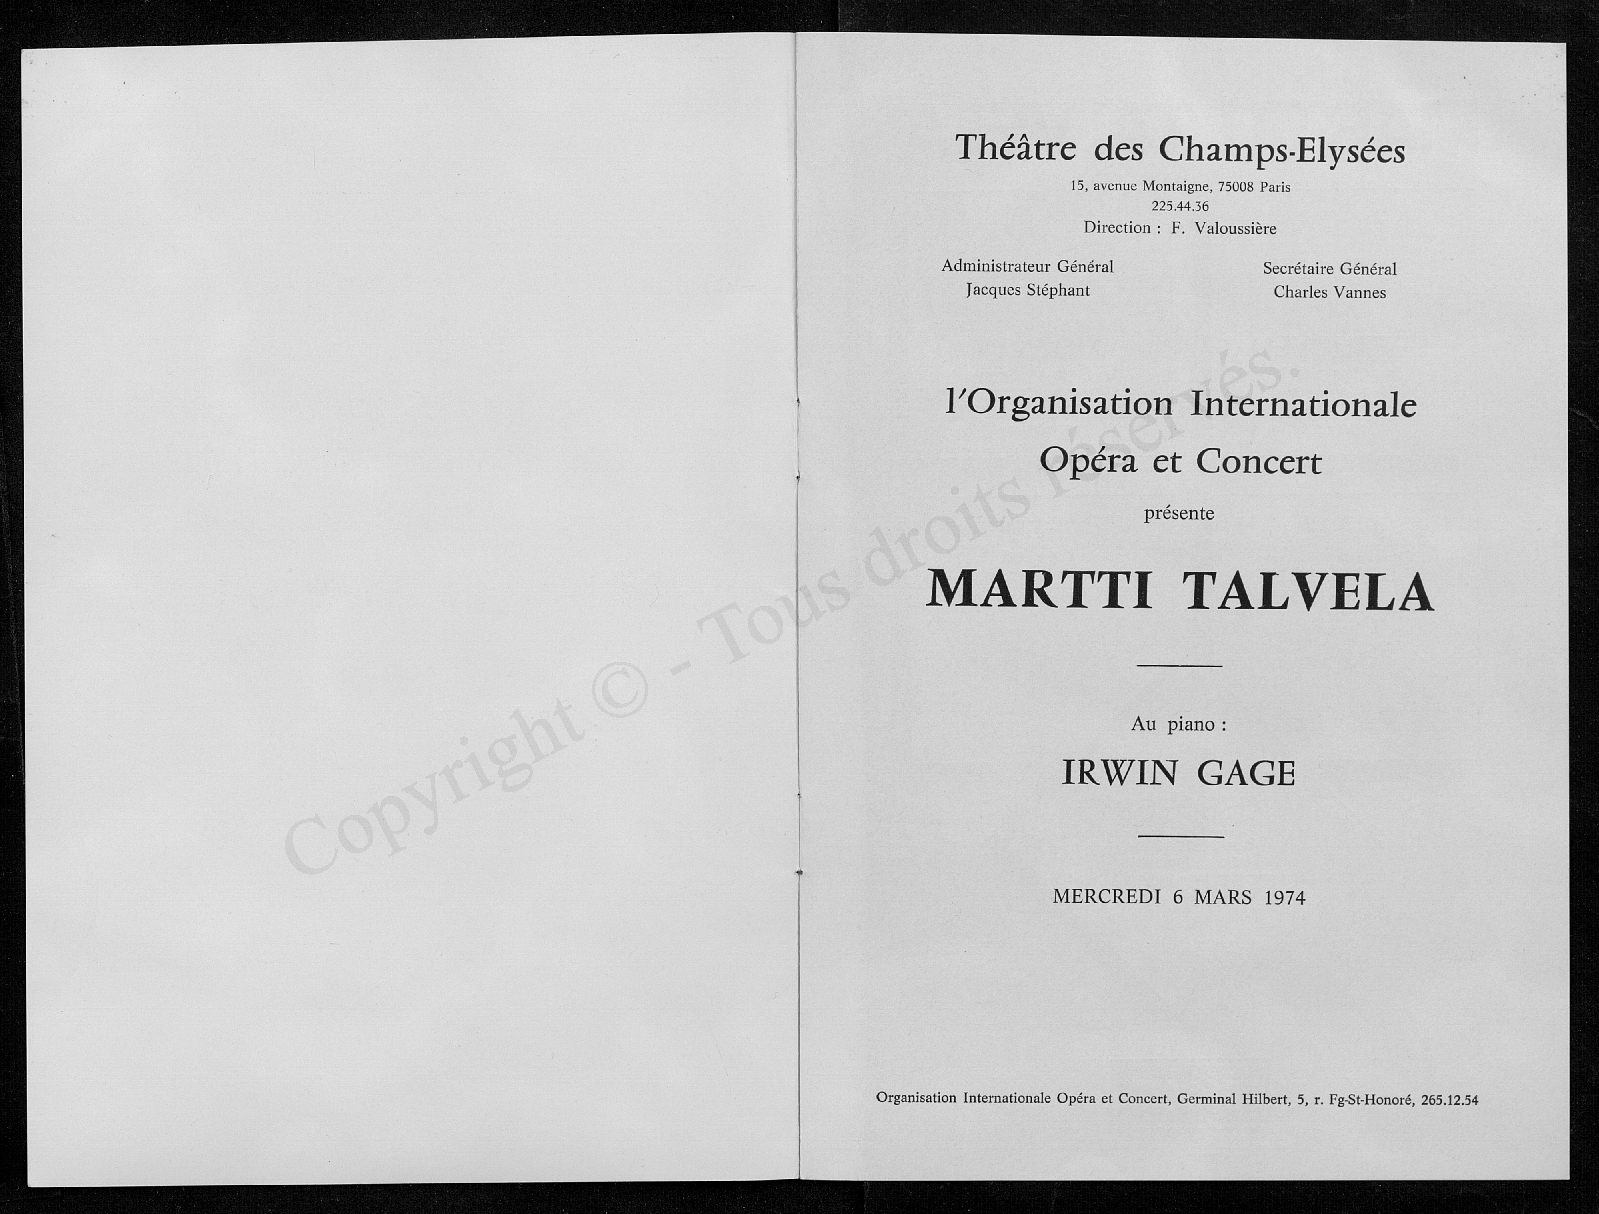 Théâtre des Champs-Elysées
15, avenue Montaigne, 75008 Paris
225.44.36
Direction : F. Valoussière
Administrateur Général
Jacques Stéphant
Secrétaire Général
Charles Vannes
l'Organisation Internationale
Opéra et Concert
présente
MARTTI TALVELA
Au piano :
IRWIN GAGE
MERCREDI 6 MARS 1974
Organisation Internationale Opéra et Concert, Germinal Hilbert, 5, r. Fg-St-Honoré, 265.12.54
Copyright © - Tous droits réservés.